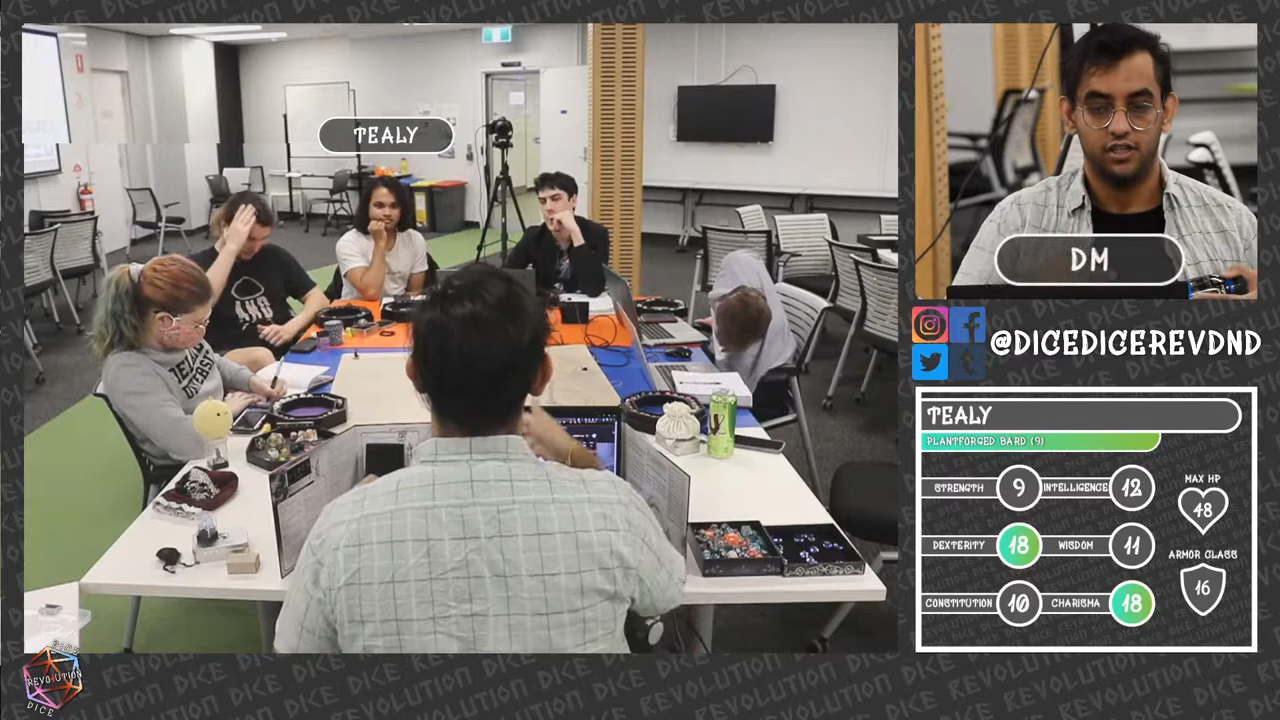 TEALY
DM
@DICEDICEREVDND
TEALY
PLANTFORGED BARD (9)
STRENGTH 9 INTELLIGENCE 12
DEXTERITY 18 WISDOM 11
CONSTITUTION 10 CHARISMA 18
MAX HP
48
ARMOR CLASS
16
DICE
REVOLUTION
DICE